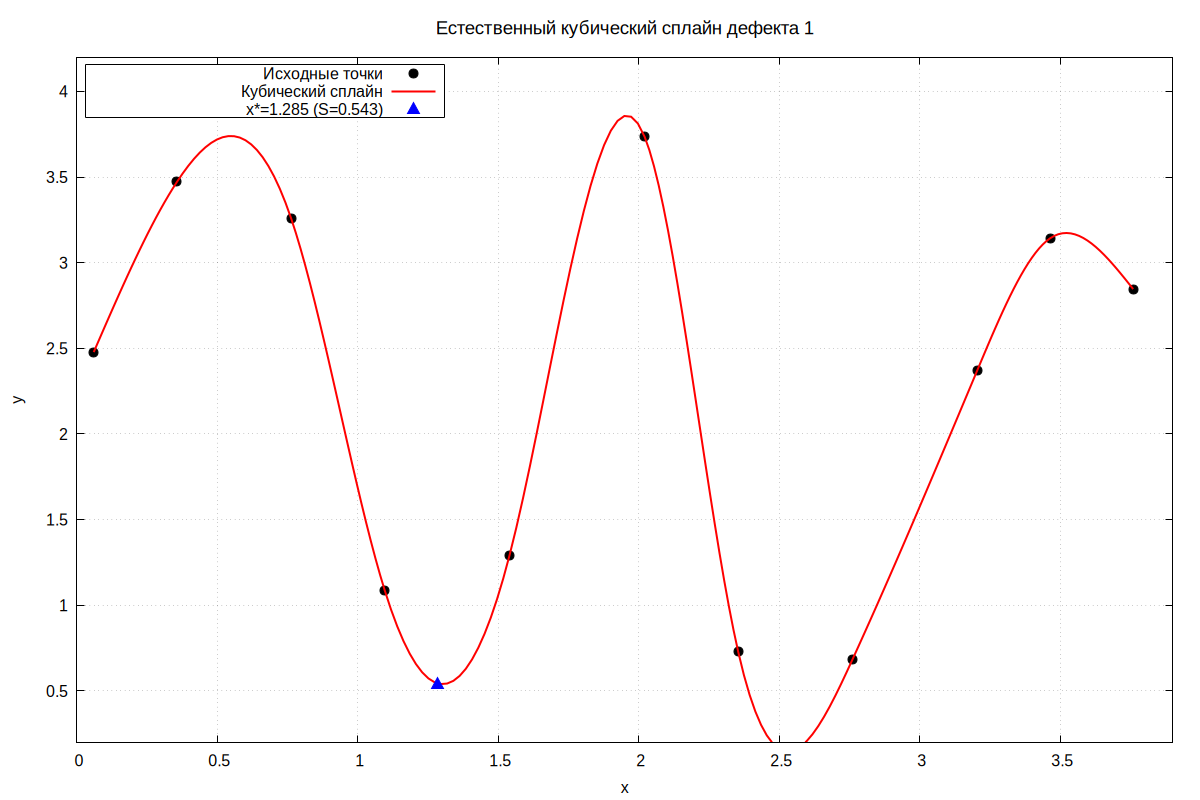 Естественный кубический сплайн дефекта 1
Исходные точки
Кубический сплайн
x*=1.285 (S=0.543)
4
3.5
3
2.5
2
1.5
1
0.5
y
0 0.5 1 1.5 2 2.5 3 3.5
x